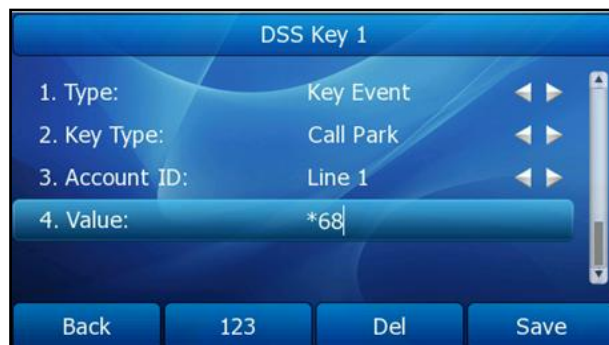 DSS Key 1
1. Type: Key Event
2. Key Type: Call Park
3. Account ID: Line 1
4. Value: *68
Back 123 Del Save